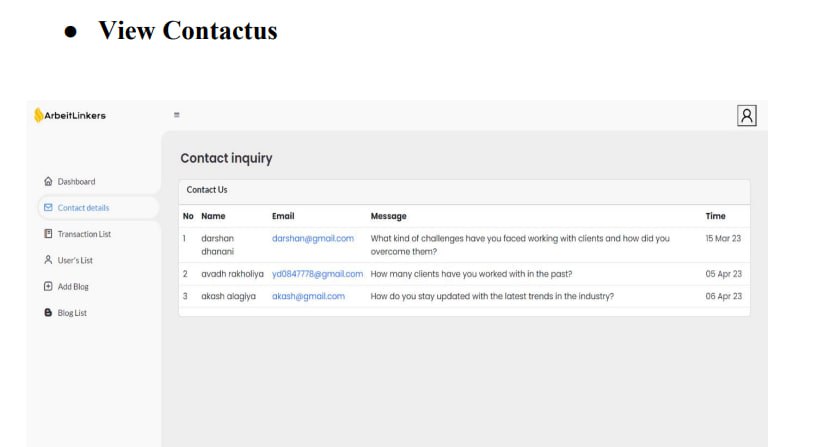 ● View Contactus
ArbeitLinkers
Contact inquiry
Dashboard
Contact details
Transaction List
User's List
Add Blog
Blog List
Contact Us
No Name Email Message Time
1 darshan dhanani darshan@gmail.com What kind of challenges have you faced working with clients and how did you overcome them? 15 Mar 23
2 avadh rakholiya yd0847778@gmail.com How many clients have you worked with in the past? 05 Apr 23
3 akash alagiya akash@gmail.com How do you stay updated with the latest trends in the industry? 06 Apr 23